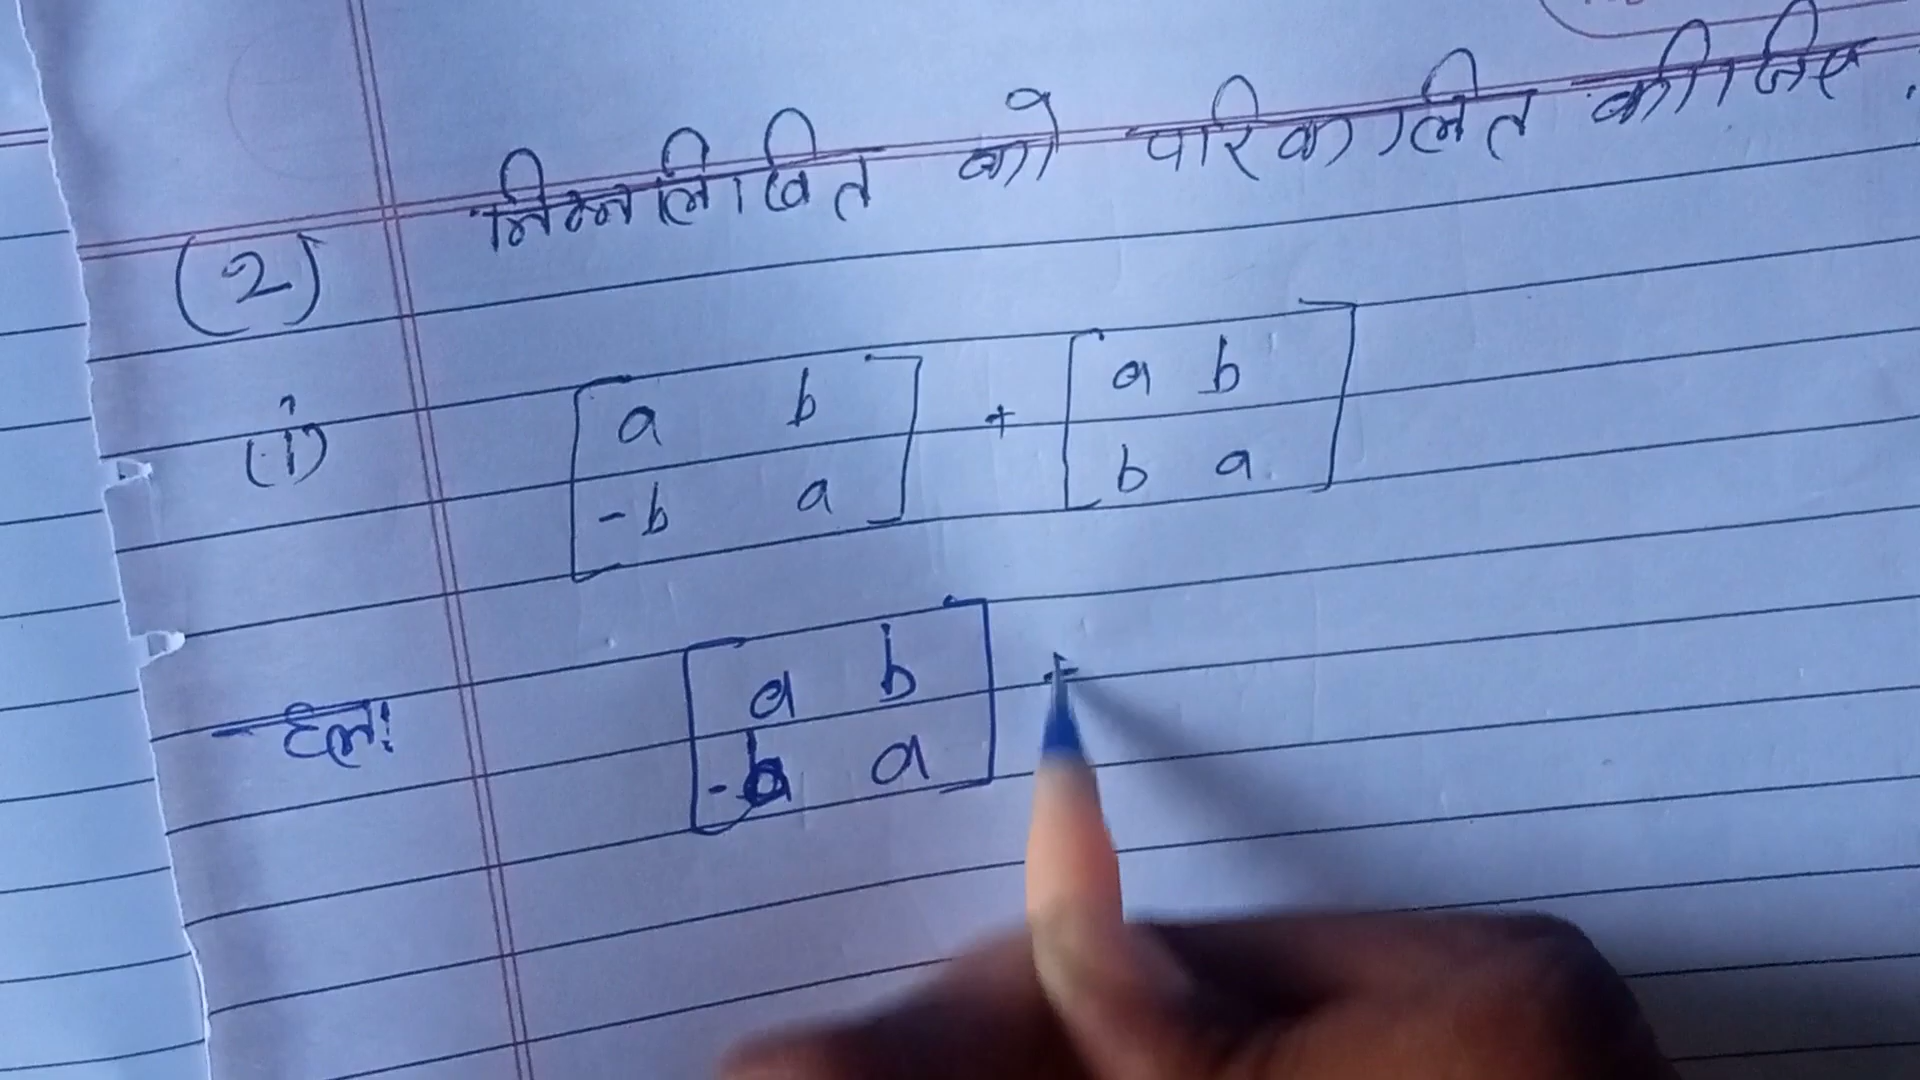 (2) निम्नलिखित को परिकलित कीजिए.
(i) [a b] + [a b]
[-b a] [b a]
हल: [a b] +
[-b a]